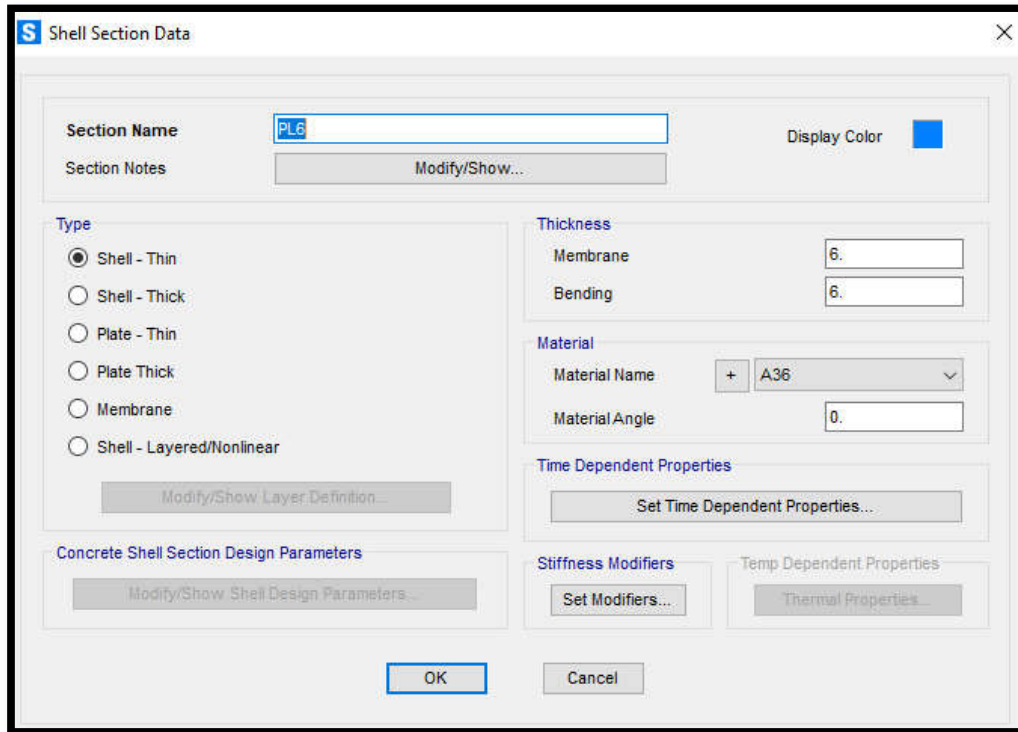 S Shell Section Data
Section Name PL6 Display Color
Section Notes Modify/Show...
Type
Shell - Thin
Shell - Thick
Plate - Thin
Plate Thick
Membrane
Shell - Layered/Nonlinear
Modify/Show Layer Definition...
Concrete Shell Section Design Parameters
Modify/Show Shell Design Parameters...
Thickness
Membrane 6.
Bending 6.
Material
Material Name + A36
Material Angle 0.
Time Dependent Properties
Set Time Dependent Properties...
Stiffness Modifiers
Set Modifiers...
Temp Dependent Properties
Thermal Properties...
OK Cancel